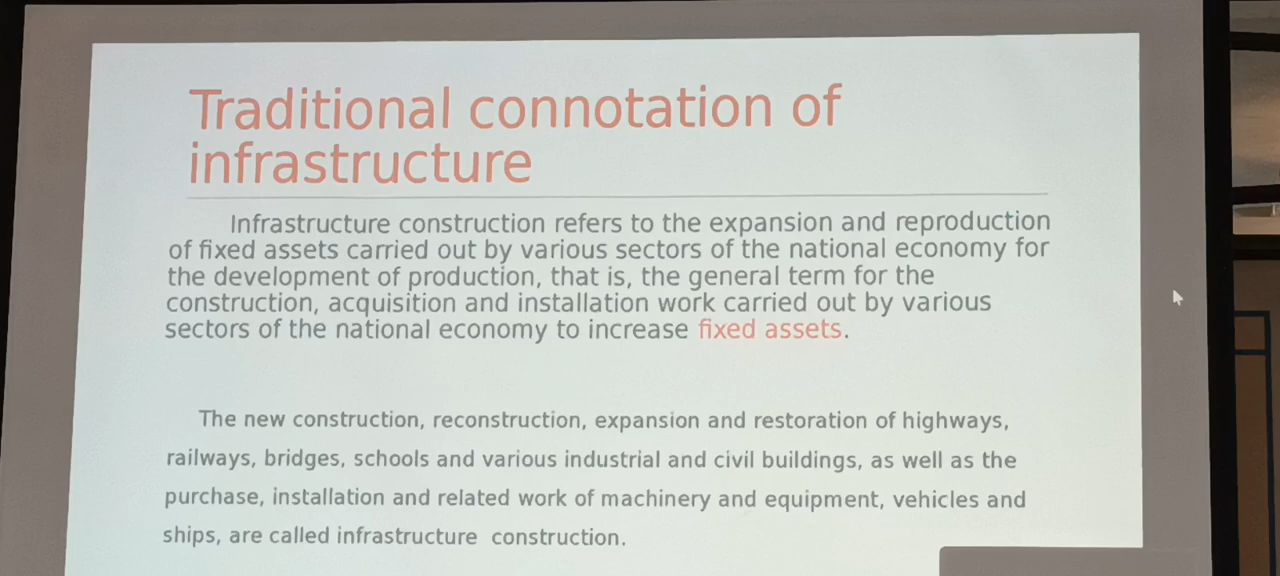 Traditional connotation of
infrastructure
Infrastructure construction refers to the expansion and reproduction
of fixed assets carried out by various sectors of the national economy for
the development of production, that is, the general term for the
construction, acquisition and installation work carried out by various
sectors of the national economy to increase fixed assets.
The new construction, reconstruction, expansion and restoration of highways,
railways, bridges, schools and various industrial and civil buildings, as well as the
purchase, installation and related work of machinery and equipment, vehicles and
ships, are called infrastructure  construction.